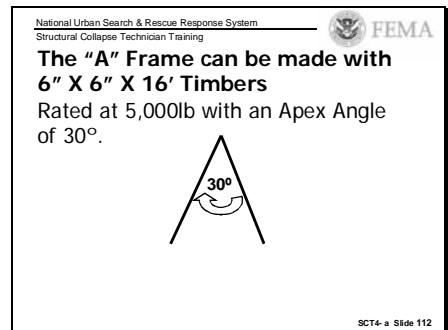 National Urban Search & Rescue Response System
Structural Collapse Technician Training
FEMA
The “A” Frame can be made with
6” X 6” X 16’ Timbers
Rated at 5,000lb with an Apex Angle
of 30º.
30º
SCT4- a Slide 112